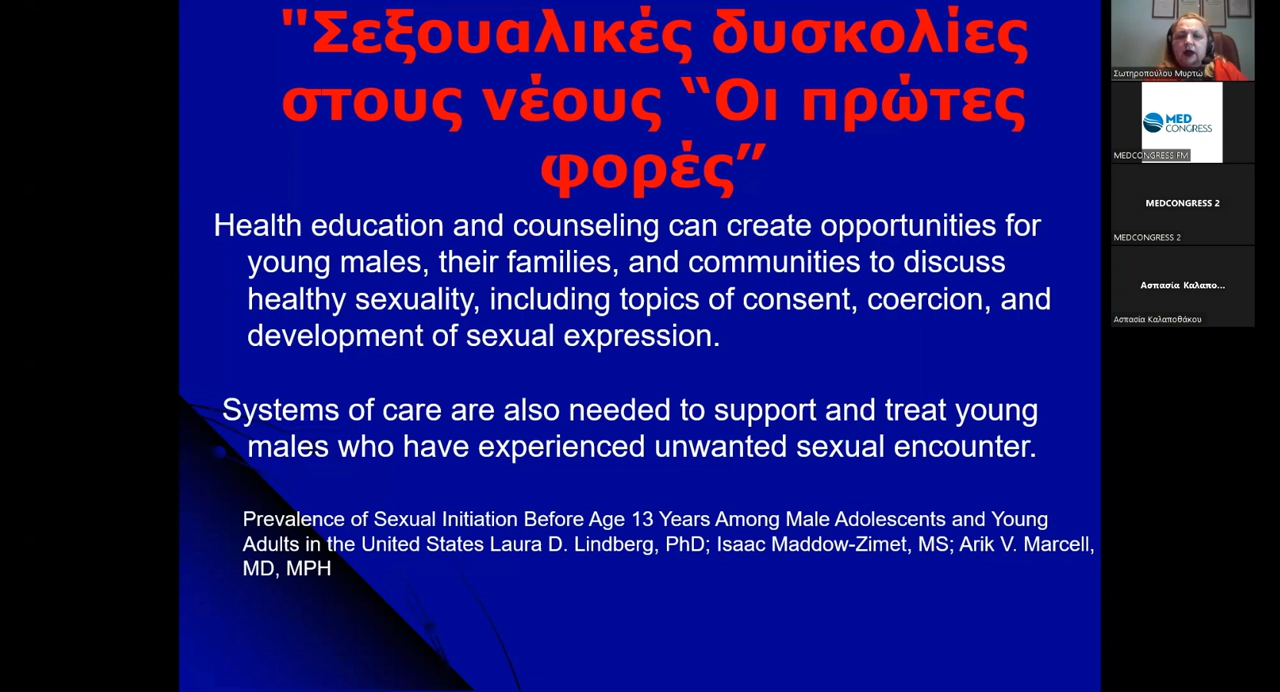 "Σεξουαλικές δυσκολίες
στους νέους “Οι πρώτες
φορές”
Health education and counseling can create opportunities for
young males, their families, and communities to discuss
healthy sexuality, including topics of consent, coercion, and
development of sexual expression.
Systems of care are also needed to support and treat young
males who have experienced unwanted sexual encounter.
Prevalence of Sexual Initiation Before Age 13 Years Among Male Adolescents and Young
Adults in the United States Laura D. Lindberg, PhD; Isaac Maddow-Zimet, MS; Arik V. Marcell,
MD, MPH
Σωτηροπούλου Μυρτώ
MED
CONGRESS
MEDCONGRESS FM
MEDCONGRESS 2
MEDCONGRESS 2
Ασπασία Καλαπο...
Ασπασία Καλαποθάκου